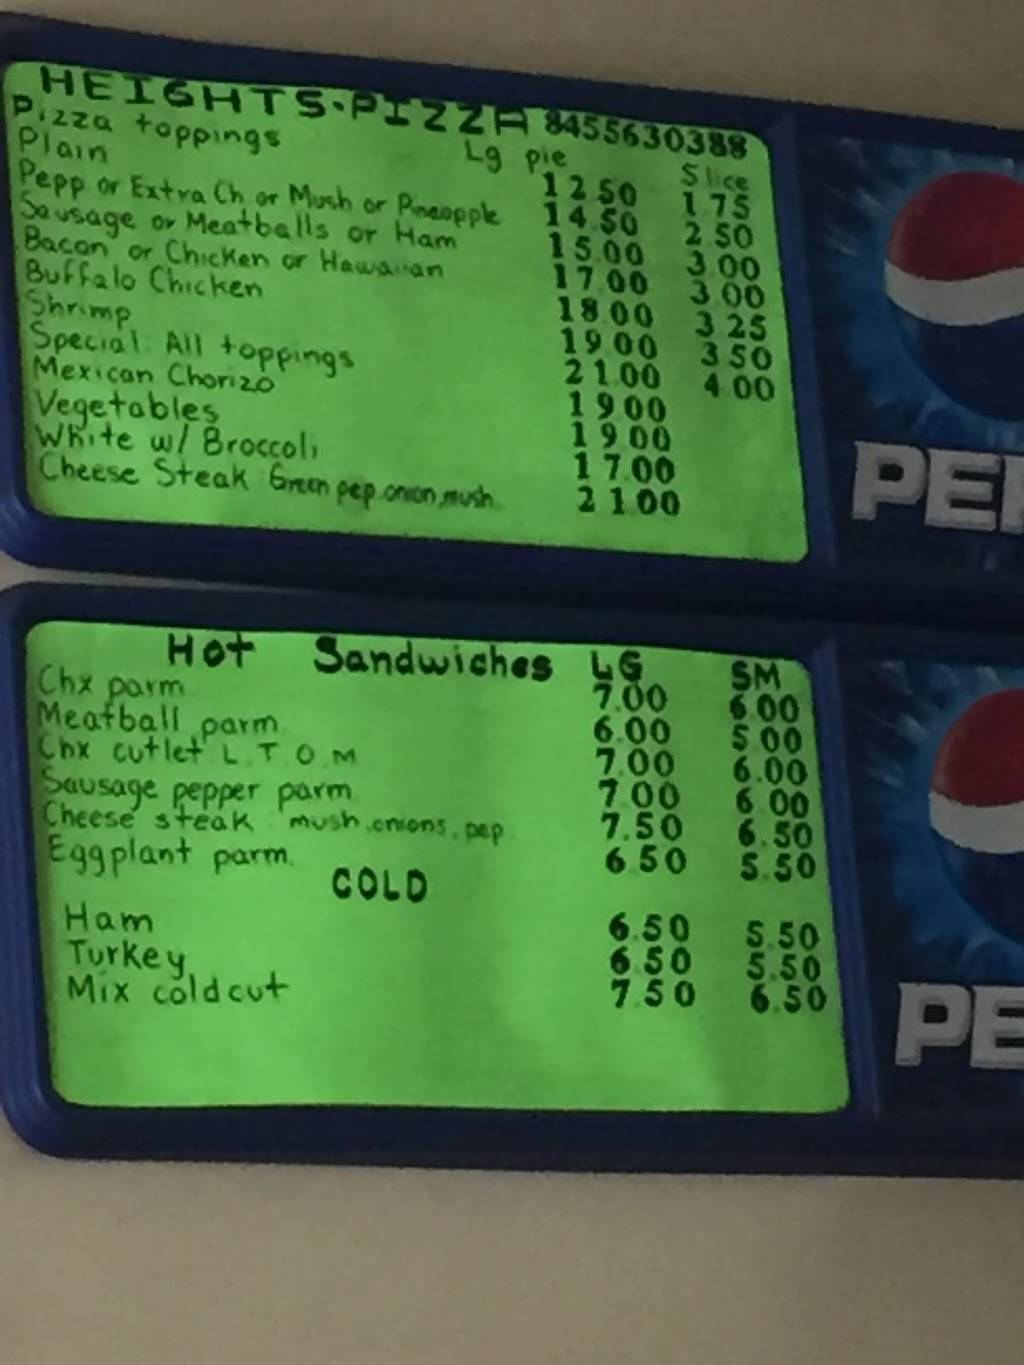 HEIGHTS·PIZZA 8455630388
Pizza toppings Lg pie Slice
Plain 12.50 1.75
Pepp or Extra Ch or Mush or Pineapple 14.50 2.50
Sausage or Meatballs or Ham 15.00 3.00
Bacon or Chicken or Hawaiian 17.00 3.00
Buffalo Chicken 18.00 3.25
Shrimp 19.00 3.50
Special: All toppings 21.00 4.00
Mexican Chorizo 19.00
Vegetables 19.00
White w/ Broccoli 17.00
Cheese Steak Green pep.onion,mush. 21.00
PE
Hot Sandwiches LG SM
Chx parm 7.00 6.00
Meatball parm 6.00 5.00
Chx cutlet L.T.O.M 7.00 6.00
Sausage pepper parm 7.00 6.00
Cheese steak mush.onions.pep 7.50 6.50
Eggplant parm. 6.50 5.50
COLD
Ham 6.50 5.50
Turkey 6.50 5.50
Mix coldcut 7.50 6.50
PE